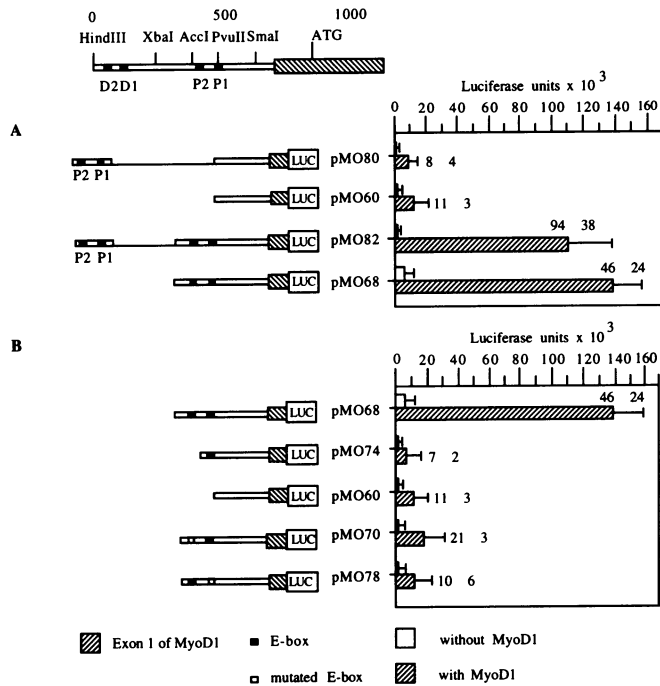 0 500 1000
HindIII XbaI AccI PvuII SmaI ATG
D2 D1 P2 P1
Luciferase units x 10³
0 20 40 60 80 100 120 140 160
A
LUC pMO80 8 4
P2 P1
LUC pMO60 11 3
LUC pMO82 94 38
P2 P1
LUC pMO68 46 24
B
Luciferase units x 10³
0 20 40 60 80 100 120 140 160
LUC pMO68 46 24
LUC pMO74 7 2
LUC pMO60 11 3
LUC pMO70 21 3
LUC pMO78 10 6
Exon 1 of MyoD1 E-box without MyoD1
mutated E-box with MyoD1